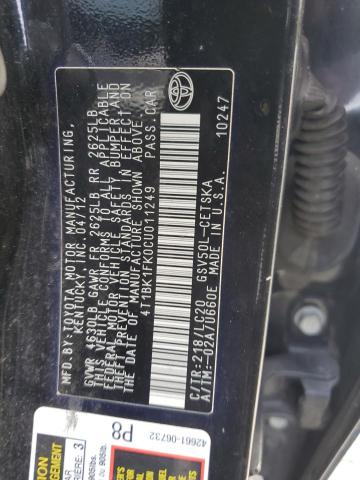 MFD. BY: TOYOTA MOTOR MANUFACTURING,
KENTUCKY, INC. 04/12
GVWR 4630LB GAWR FR. 2625LB RR 2625LB
THIS VEHICLE CONFORMS TO ALL APPLICABLE
FEDERAL MOTOR VEHICLE SAFETY, BUMPER, AND
THEFT PREVENTION STANDARDS IN EFFECT ON
THE DATE OF MANUFACTURE SHOWN ABOVE.
4T1BK1FK0CU011249 PASS. CAR
C/TR:218/LC20 GSV50L-CETSKA
A/TM:-02A/U660E MADE IN U.S.A.
10247
42661-06732
P8